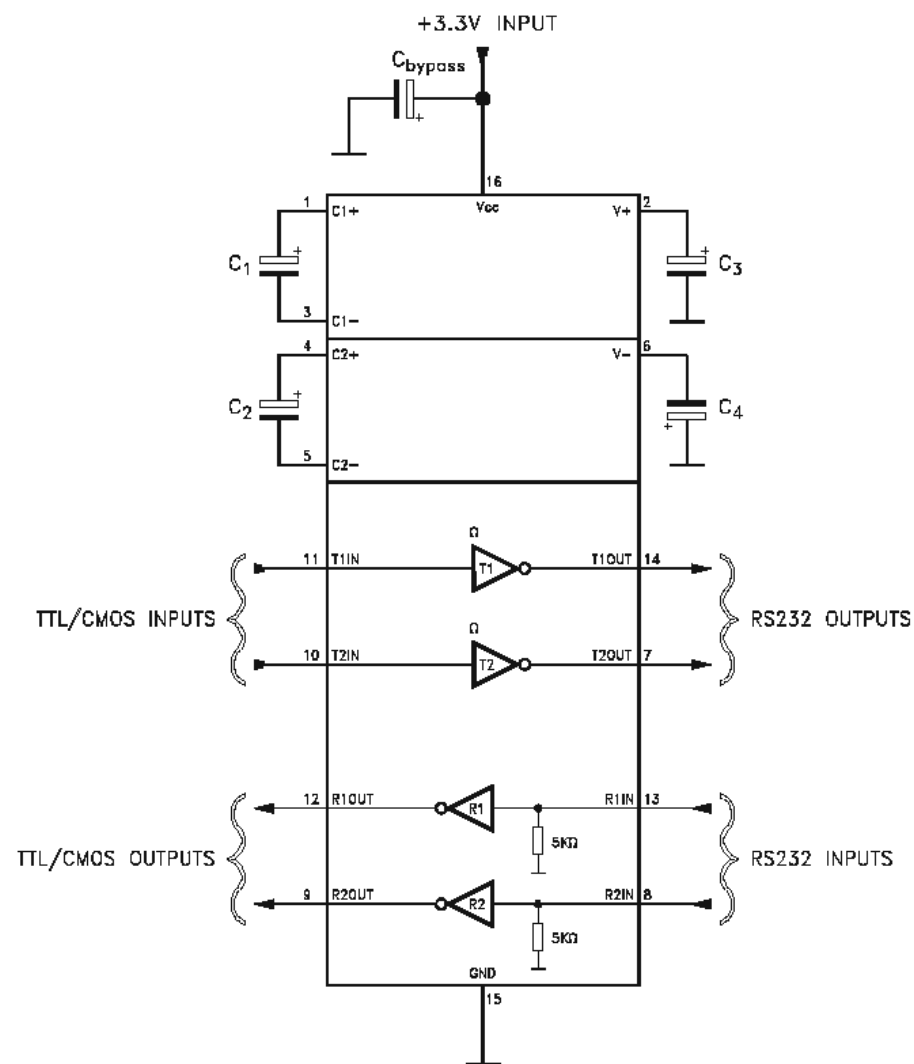 +3.3V INPUT
Cbypass
+
16
1 C1+ Vcc V+ 2
C1 + + C3
3 C1-
4 C2+ V- 6
C2 + + C4
5 C2-
Ω
11 T1IN T1 T1OUT 14
TTL/CMOS INPUTS RS232 OUTPUTS
Ω
10 T2IN T2 T2OUT 7
12 R1OUT R1 R1IN 13
5KΩ
TTL/CMOS OUTPUTS RS232 INPUTS
9 R2OUT R2 R2IN 8
5KΩ
GND
15